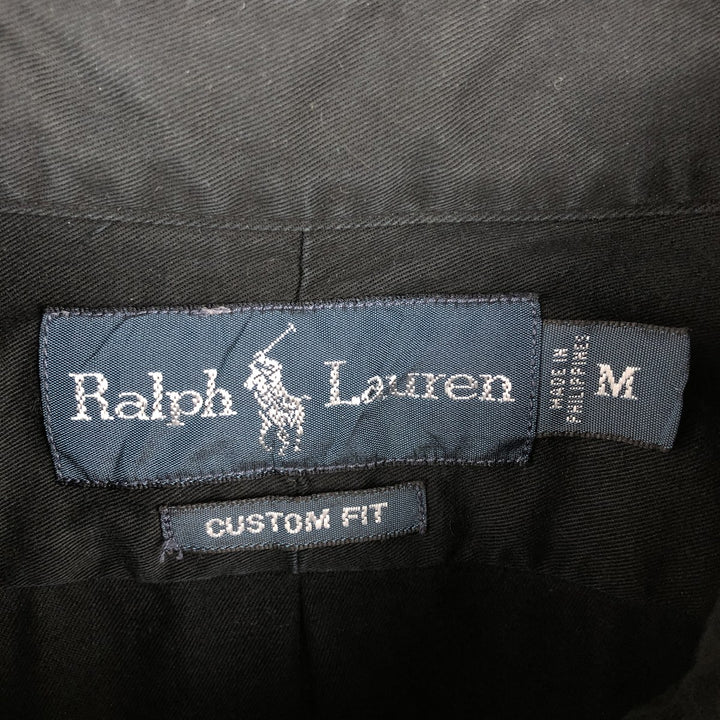 Ralph Lauren
MADE IN
PHILIPPINES
M
CUSTOM FIT